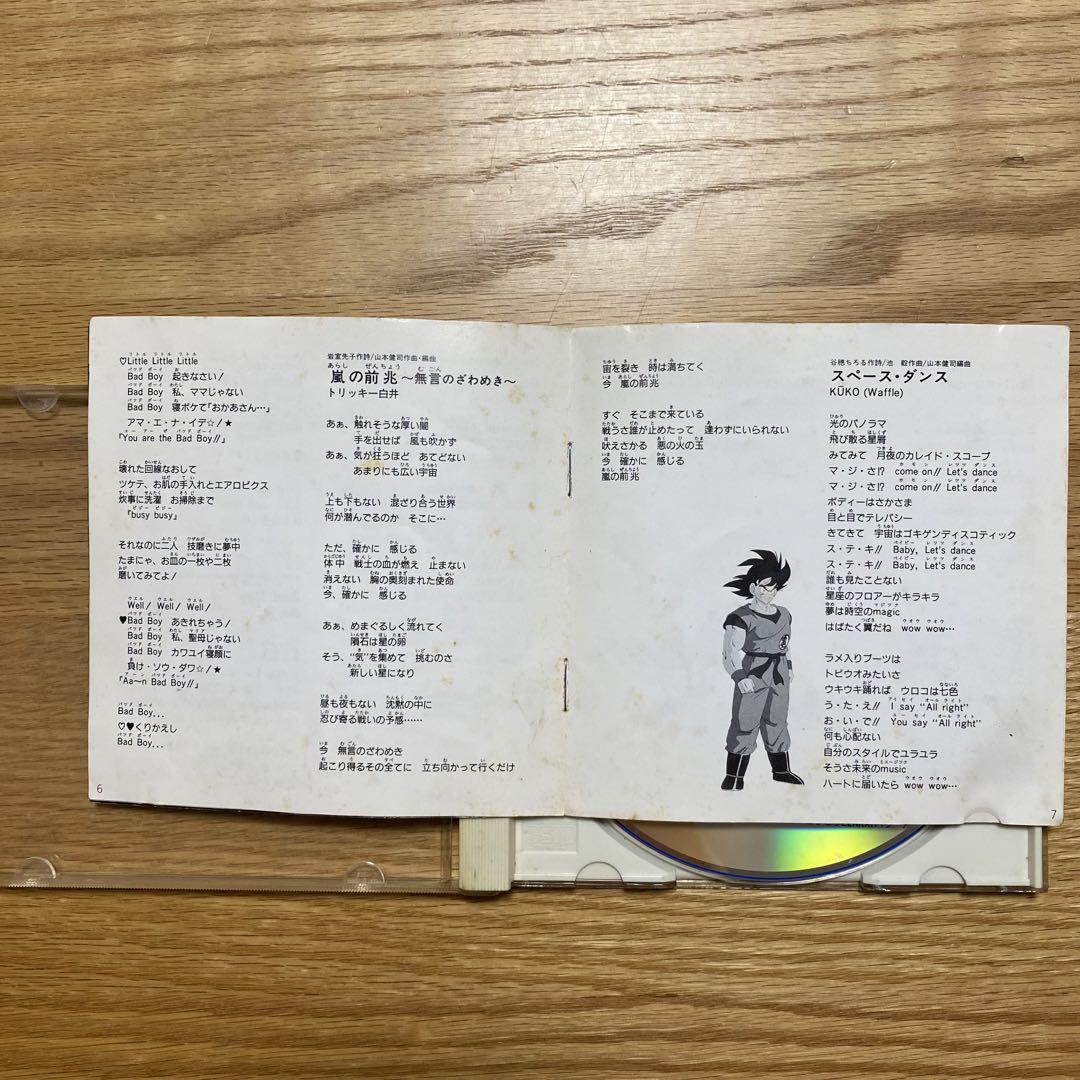 ♡Little Little Little
Bad Boy 起きなさい!
Bad Boy 私、ママじゃない
Bad Boy 寝ボケて「おかあさん…」
アマ・エ・ナ・イデ☆!★
「You are the Bad Boy!!」
壊れた回線なおして
ツケテ、お肌の手入れとエアロビクス
炊事に洗濯 お掃除まで
「busy busy」
それなのに二人 技磨きに夢中
たまにゃ、お皿の一枚や二枚
磨いてみてよ!
Well! Well! Well!
♥Bad Boy あきれちゃう!
Bad Boy 私、聖母じゃない
Bad Boy カワユイ寝顔に
負け・ソウ・ダワ☆!★
「Aa〜n Bad Boy!!」
Bad Boy…
♡♥くりかえし
Bad Boy…
6
岩室先子作詩/山本健司作曲・編曲
嵐の前兆〜無言のざわめき〜
トリッキー白井
あぁ、触れそうな厚い闇
手を出せば 風も吹かず
あぁ、気が狂うほど あてどない
あまりにも広い宇宙
上も下もない 混ざり合う世界
何が潜んでるのか そこに…
ただ、確かに 感じる
体中 戦士の血が燃え 止まない
消えない 胸の奥刻まれた使命
今、確かに 感じる
あぁ、めまぐるしく流れてく
隕石は星の卵
そう、“気”を集めて 挑むのさ
新しい星になり
昼も夜もない 沈黙の中に
忍び寄る戦いの予感……
今 無言のざわめき
起こり得るその全てに 立ち向かって行くだけ
宙を裂き 時は満ちてく
今 嵐の前兆
すぐ そこまで来ている
戦うさ誰が止めたって 逢わずにいられない
吠えさかる 悪の火の玉
今 確かに 感じる
嵐の前兆
谷穂ちろる作詩/池 毅作曲/山本健司編曲
スペース・ダンス
KŪKO (Waffle)
光のパノラマ
飛び散る星屑
みてみて 月夜のカレイド・スコープ
マ・ジ・さ!? come on!! Let's dance
マ・ジ・さ!? come on!! Let's dance
ボディーはさかさま
目と目でテレパシー
きてきて 宇宙はゴキゲンディスコティック
ス・テ・キ!! Baby, Let's dance
ス・テ・キ!! Baby, Let's dance
誰も見たことない
星座のフロアーがキラキラ
夢は時空のmagic
はばたく翼だね wow wow…
ラメ入りブーツは
トビウオみたいさ
ウキウキ踊れば ウロコは七色
う・た・え!! I say “All right”
お・い・で!! You say “All right”
何も心配ない
自分のスタイルでユラユラ
そうさ未来のmusic
ハートに届いたら wow wow…
7